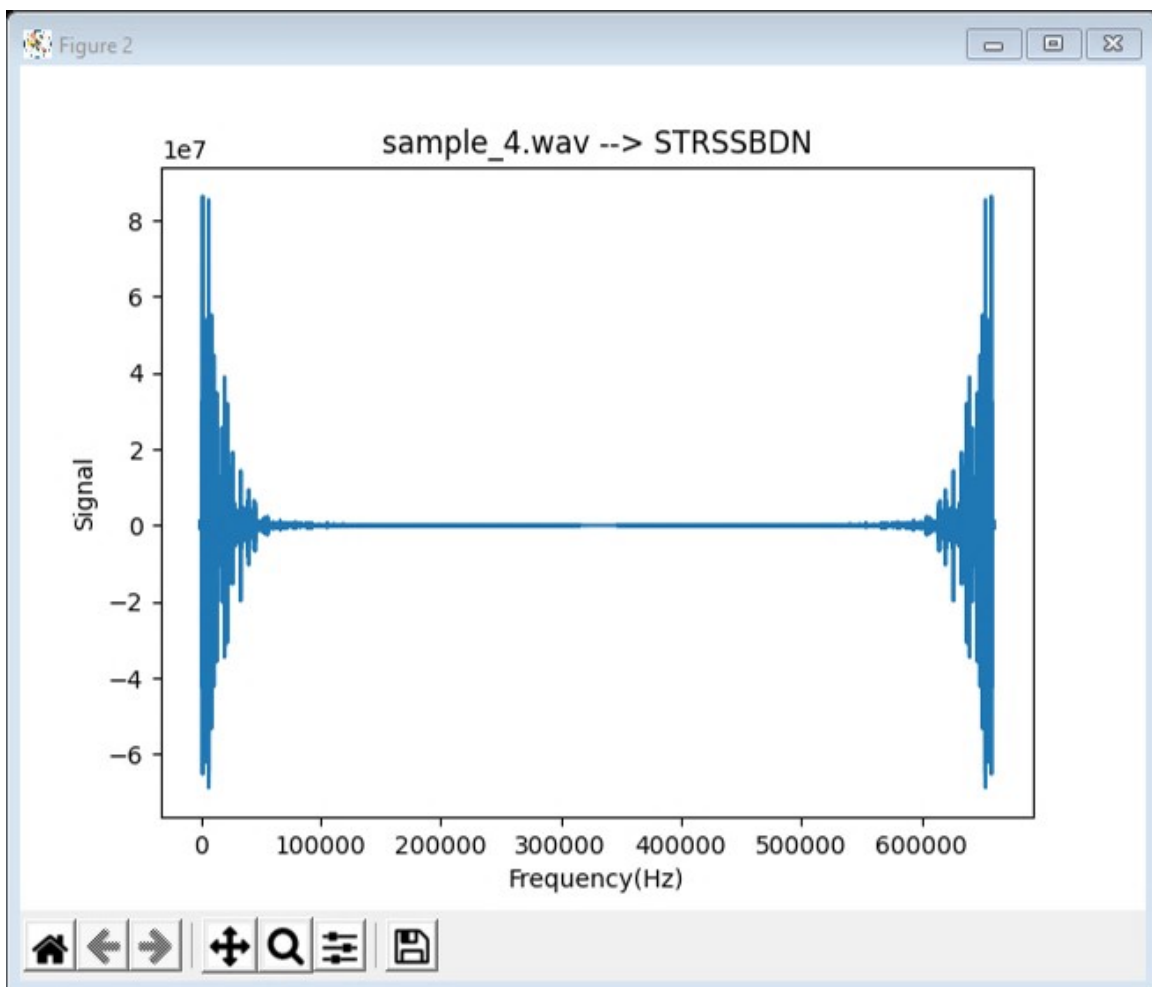 Figure 2
sample_4.wav --> STRSSBDN
1e7
8
6
4
2
0
−2
−4
−6
Signal
0 100000 200000 300000 400000 500000 600000
Frequency(Hz)